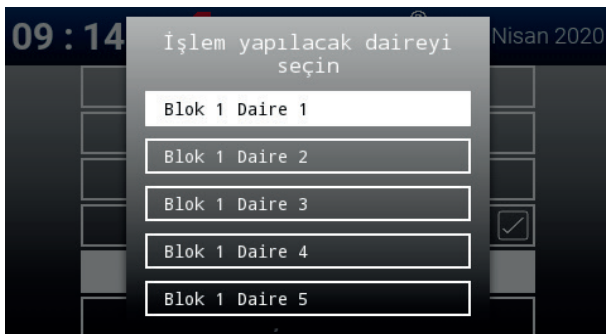 09 : 14
Nisan 2020
İşlem yapılacak daireyi
seçin
Blok 1 Daire 1
Blok 1 Daire 2
Blok 1 Daire 3
Blok 1 Daire 4
Blok 1 Daire 5